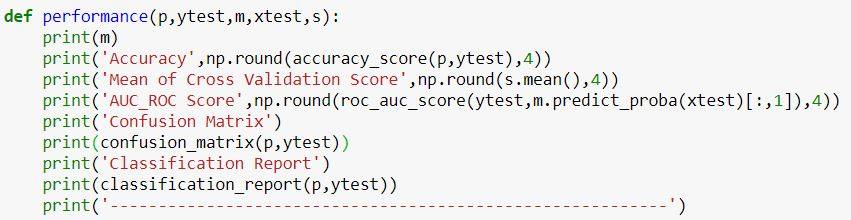 def performance(p,ytest,m,xtest,s):
    print(m)
    print('Accuracy',np.round(accuracy_score(p,ytest),4))
    print('Mean of Cross Validation Score',np.round(s.mean(),4))
    print('AUC_ROC Score',np.round(roc_auc_score(ytest,m.predict_proba(xtest)[:,1]),4))
    print('Confusion Matrix')
    print(confusion_matrix(p,ytest))
    print('Classification Report')
    print(classification_report(p,ytest))
    print('----------------------------------------------------------')